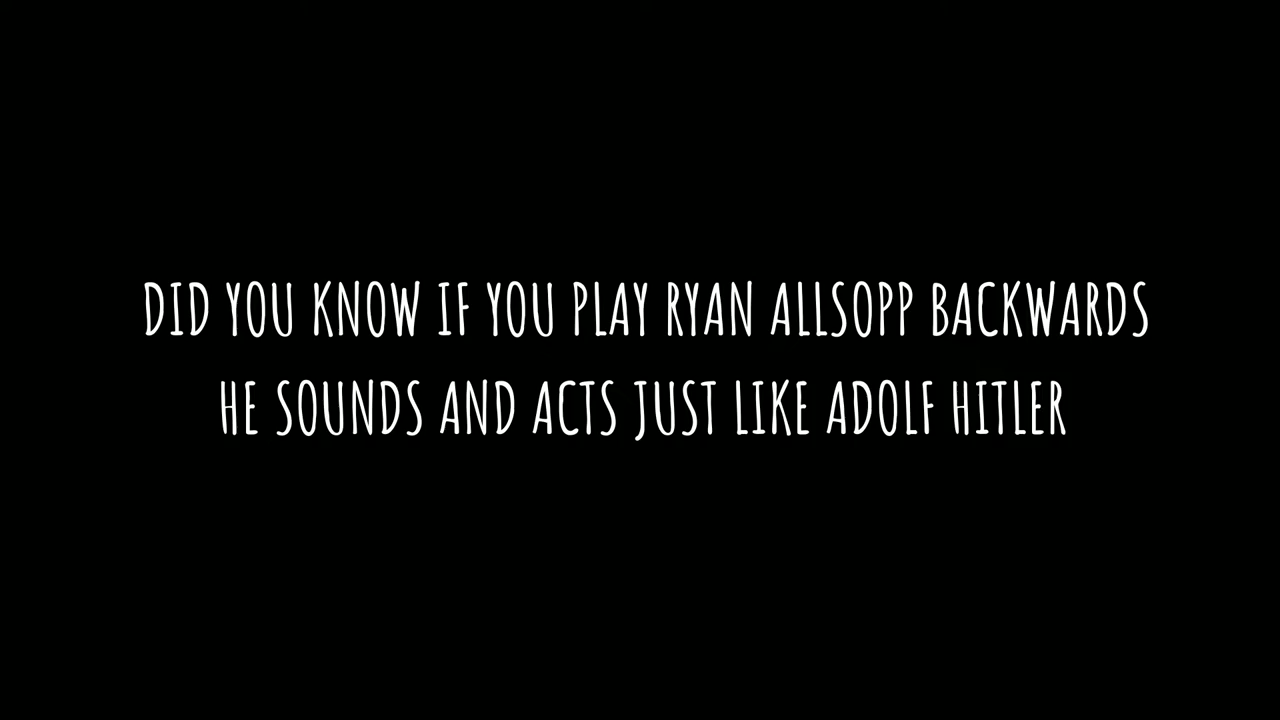 DID YOU KNOW IF YOU PLAY RYAN ALLSOPP BACKWARDS
HE SOUNDS AND ACTS JUST LIKE ADOLF HITLER